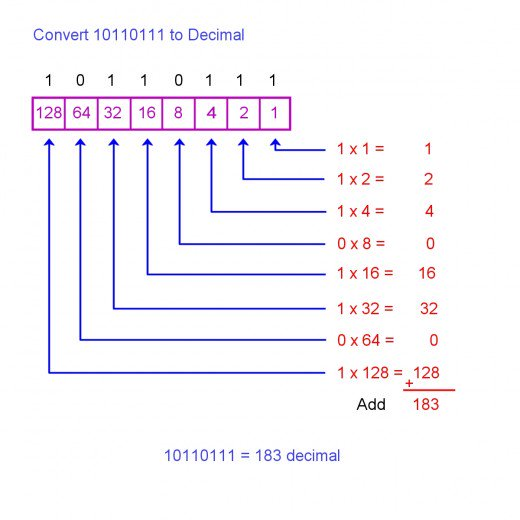 Convert 10110111 to Decimal
1 0 1 1 0 1 1 1
128 64 32 16 8 4 2 1
1 x 1 = 1
1 x 2 = 2
1 x 4 = 4
0 x 8 = 0
1 x 16 = 16
1 x 32 = 32
0 x 64 = 0
1 x 128 = 128
+
Add 183
10110111 = 183 decimal